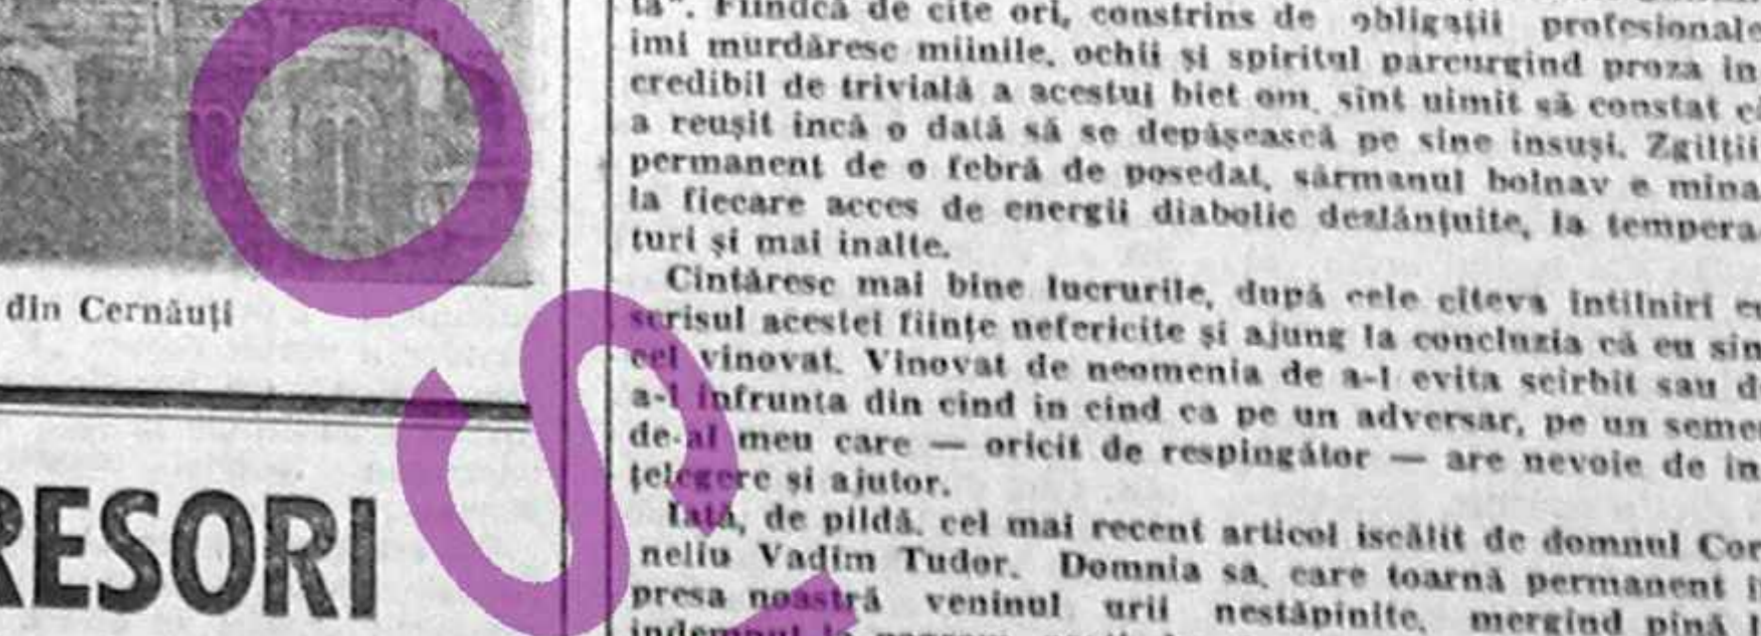 din Cernăuți
RESORI
OS
tă". Fiindcă de cîte ori, constrîns de obligații profesionale
îmi murdăresc mîinile, ochii și spiritul parcurgînd proza in-
credibil de trivială a acestui biet om, sînt uimit să constat c
a reușit încă o dată să se depășească pe sine însuși. Zgîlțîi
permanent de o febră de posedat, sărmanul bolnav e mîna
la fiecare acces de energii diabolic dezlănțuite, la tempera-
turi și mai înalte.
Cîntăresc mai bine lucrurile, după cele cîteva întîlniri c
scrisul acestei ființe nefericite și ajung la concluzia că eu sîn
cel vinovat. Vinovat de neomenia de a-l evita scîrbit sau d
a-l înfrunta din cînd în cînd ca pe un adversar, pe un seme
de-al meu care — oricît de respingător — are nevoie de în
țelegere și ajutor.
Iată, de pildă, cel mai recent articol iscălit de domnul Cor
neliu Vadim Tudor. Domnia sa, care toarnă permanent î
presa noastră veninul urii nestăpînite, mergînd pînă l
îndemnul la